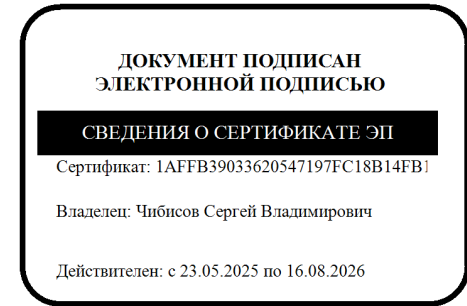 ДОКУМЕНТ ПОДПИСАН
ЭЛЕКТРОННОЙ ПОДПИСЬЮ
СВЕДЕНИЯ О СЕРТИФИКАТЕ ЭП
Сертификат: 1AFFB39033620547197FC18B14FB1
Владелец: Чибисов Сергей Владимирович
Действителен: с 23.05.2025 по 16.08.2026